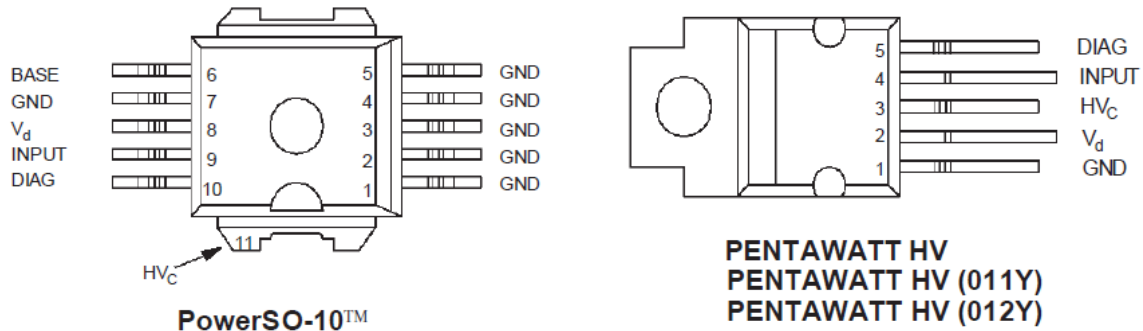 BASE 6 5 GND
GND 7 4 GND
Vd 8 3 GND
INPUT 9 2 GND
DIAG 10 1 GND
11
HVC
PowerSO-10™
5 DIAG
4 INPUT
3 HVC
2 Vd
1 GND
PENTAWATT HV
PENTAWATT HV (011Y)
PENTAWATT HV (012Y)